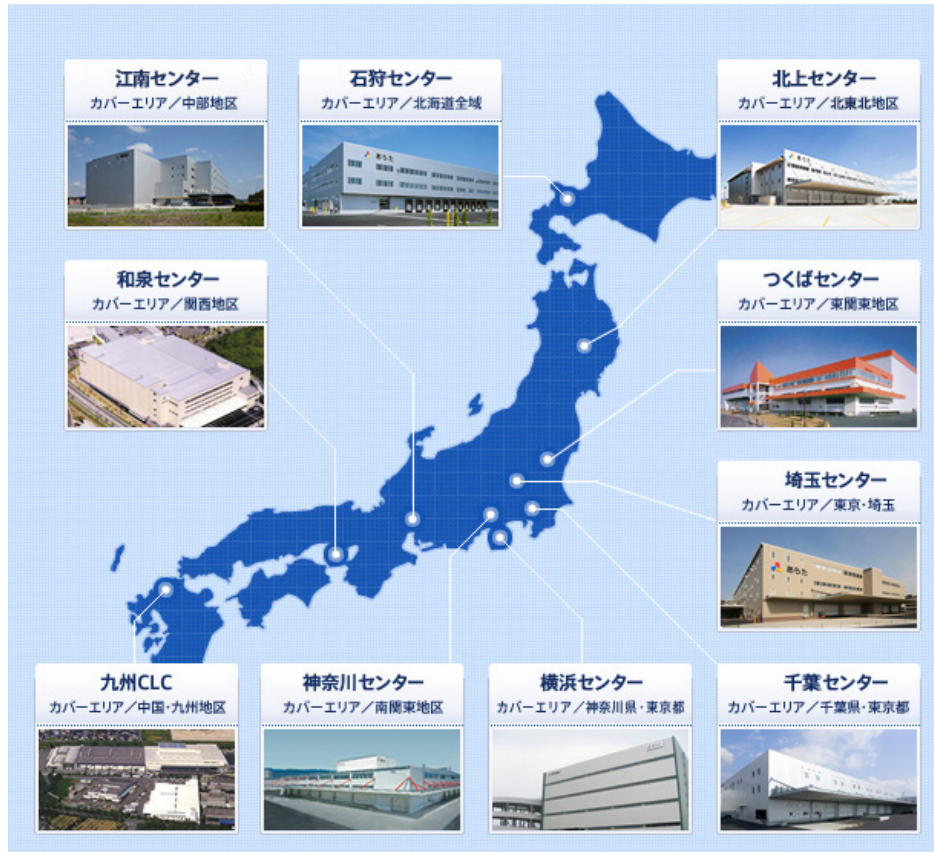 江南センター
カバーエリア／中部地区
石狩センター
カバーエリア／北海道全域
あらた
北上センター
カバーエリア／北東北地区
あらた
和泉センター
カバーエリア／関西地区
つくばセンター
カバーエリア／東関東地区
埼玉センター
カバーエリア／東京･埼玉
あらた
九州CLC
カバーエリア／中国･九州地区
神奈川センター
カバーエリア／南関東地区
横浜センター
カバーエリア／神奈川県･東京都
千葉センター
カバーエリア／千葉県･東京都